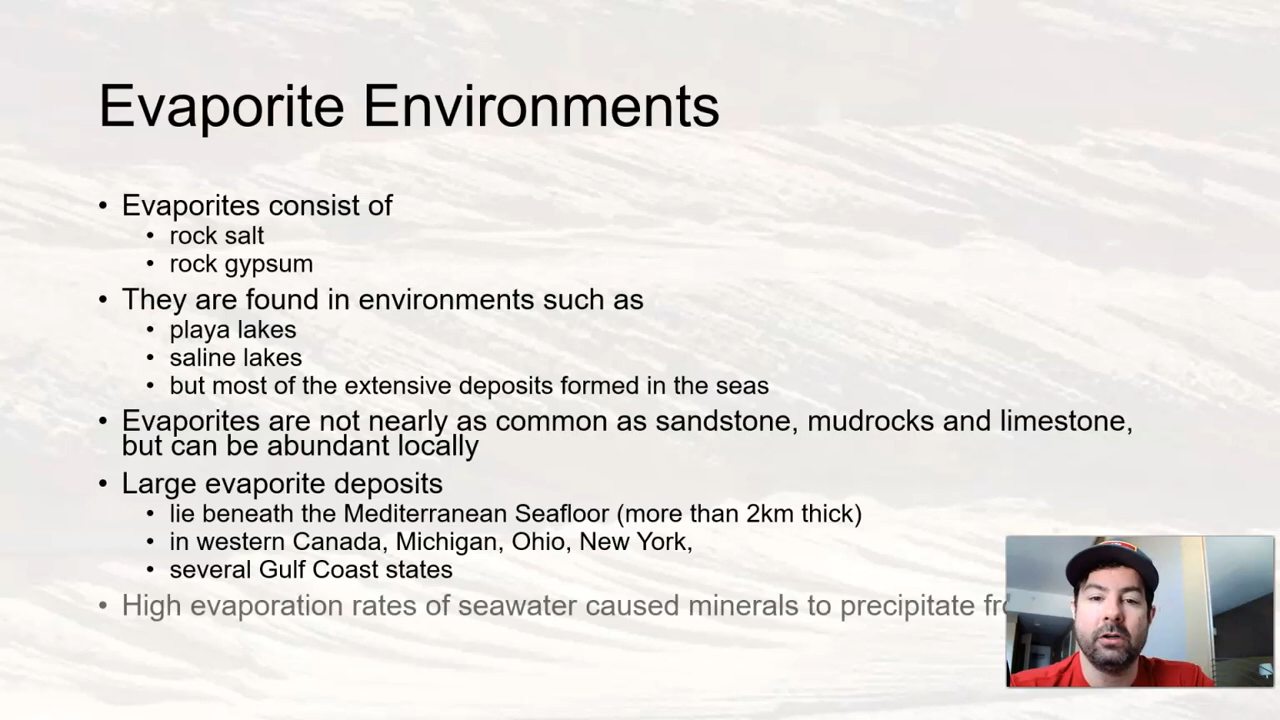 Evaporite Environments
• Evaporites consist of
• rock salt
• rock gypsum
• They are found in environments such as
• playa lakes
• saline lakes
• but most of the extensive deposits formed in the seas
• Evaporites are not nearly as common as sandstone, mudrocks and limestone,
but can be abundant locally
• Large evaporite deposits
• lie beneath the Mediterranean Seafloor (more than 2km thick)
• in western Canada, Michigan, Ohio, New York,
• several Gulf Coast states
• High evaporation rates of seawater caused minerals to precipitate